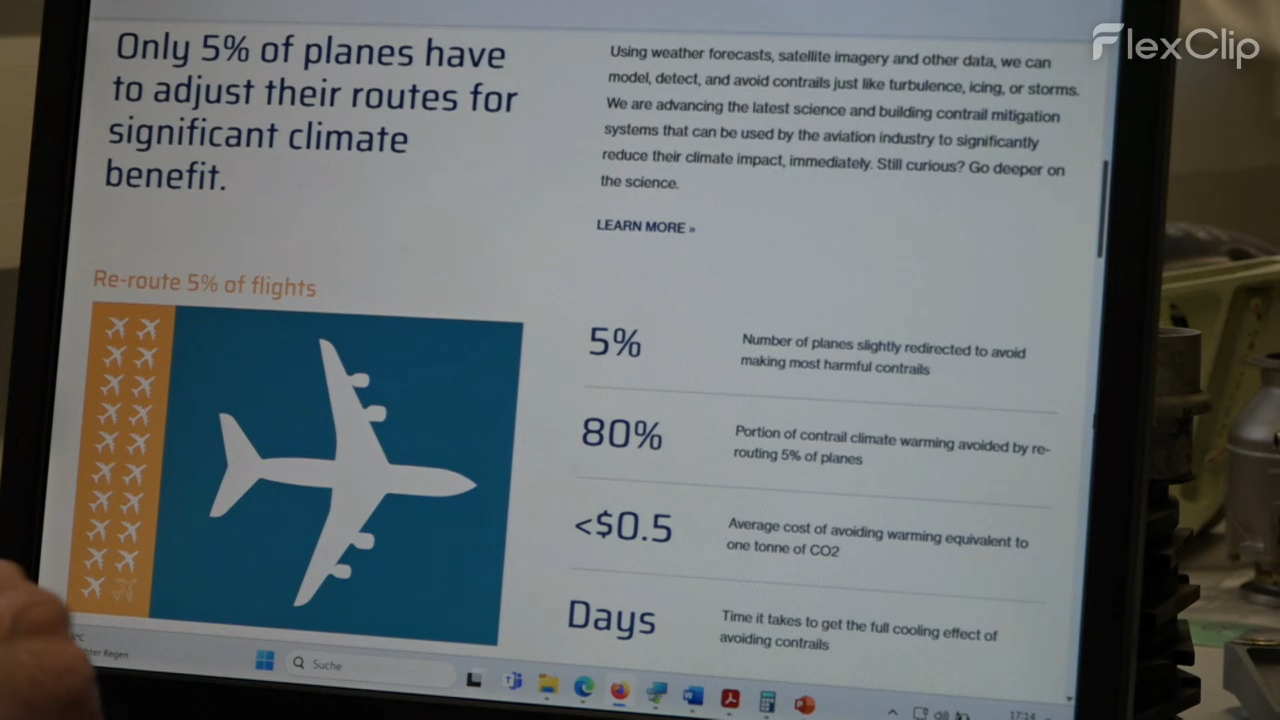 FlexClip
Only 5% of planes have
to adjust their routes for
significant climate
benefit.
Using weather forecasts, satellite imagery and other data, we can
model, detect, and avoid contrails just like turbulence, icing, or storms.
We are advancing the latest science and building contrail mitigation
systems that can be used by the aviation industry to significantly
reduce their climate impact, immediately. Still curious? Go deeper on
the science.
LEARN MORE »
Re-route 5% of flights
5%
Number of planes slightly redirected to avoid
making most harmful contrails
80%
Portion of contrail climate warming avoided by re-
routing 5% of planes
<$0.5
Average cost of avoiding warming equivalent to
one tonne of CO2
Days
Time it takes to get the full cooling effect of
avoiding contrails
°C
Regen
Suche
17:14